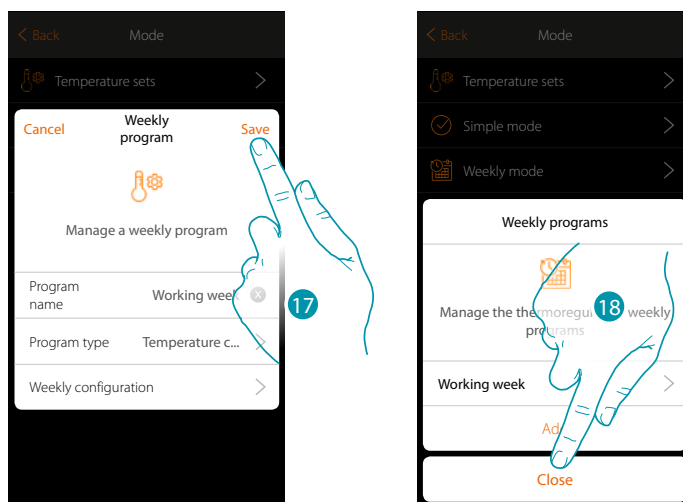 Back
Mode
Temperature sets
Cancel
Weekly program
Save
Manage a weekly program
Program name
Working week
Program type
Temperature c...
Weekly configuration
17
Back
Mode
Temperature sets
Simple mode
Weekly mode
Weekly programs
Manage the weekly
18
Working week
Close